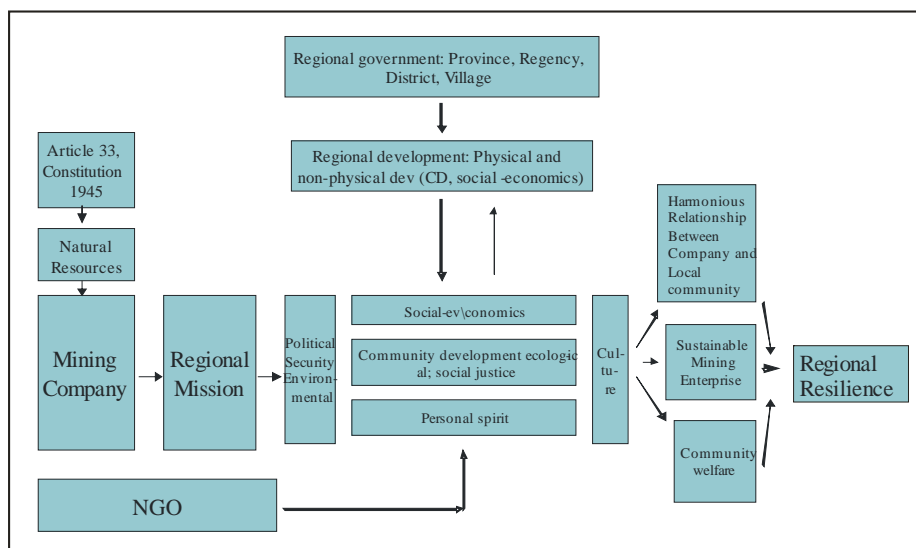 Regional government: Province, Regency,
District, Village
Article 33,
Constitution
1945
Regional development: Physical and
non-physical dev (CD, social -economics)
Natural
Resources
Harmonious
Relationship
Between
Company and
Local
community
Mining
Company
Regional
Mission
Political
Security
Environ-
mental
Social-ev\conomics
Community development ecologic-
al; social justice
Personal spirit
Cul-
tu-
re
Sustainable
Mining
Enterprise
Regional
Resilience
Community
welfare
NGO